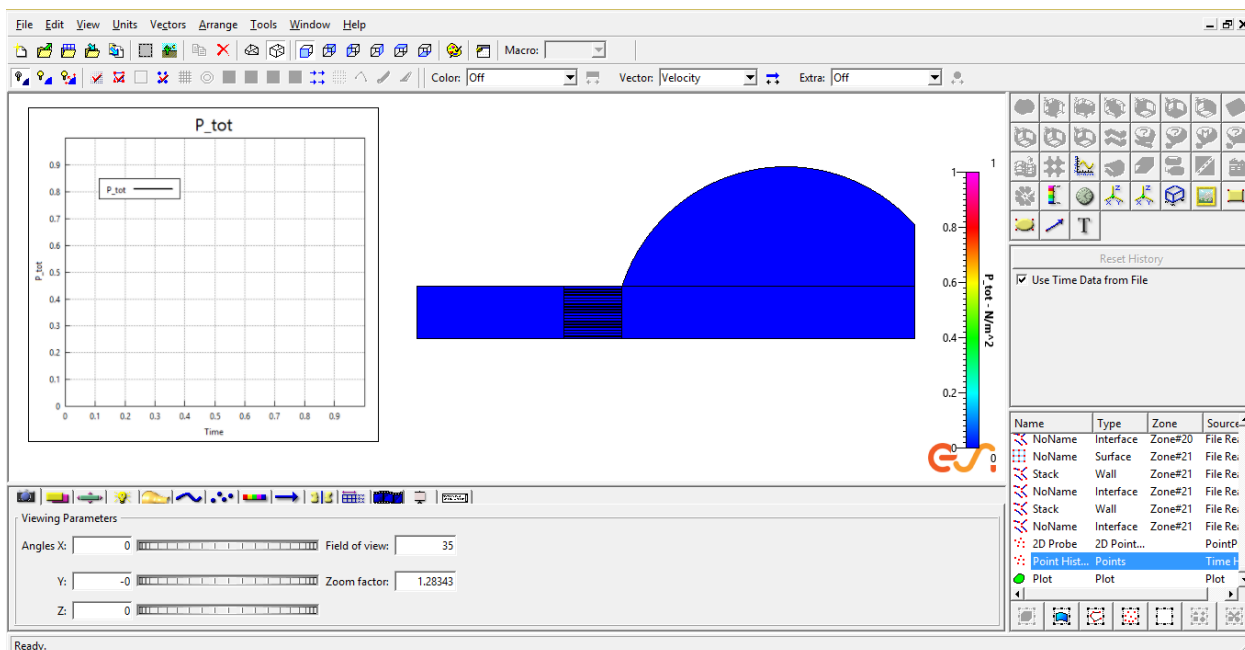 File Edit View Units Vectors Arrange Tools Window Help
Macro:
Color: Off Vector: Velocity Extra: Off
P_tot
0.9
0.8
0.7
0.6
0.5
0.4
0.3
0.2
0.1
0
P_tot
P_tot
0 0.1 0.2 0.3 0.4 0.5 0.6 0.7 0.8 0.9
Time
1
1
0.8
0.6
0.4
0.2
0
0
P_tot - N/m^2
esi
Reset History
Use Time Data from File
Name Type Zone Source
NoName Interface Zone#20 File Re
NoName Surface Zone#21 File Re
Stack Wall Zone#21 File Re
NoName Interface Zone#21 File Re
Stack Wall Zone#21 File Re
NoName Interface Zone#21 File Re
2D Probe 2D Point... PointP
Point Hist... Points Time H
Plot Plot Plot
Viewing Parameters
Angles X: 0 Field of view: 35
Y: -0 Zoom factor: 1.28343
Z: 0
Ready.